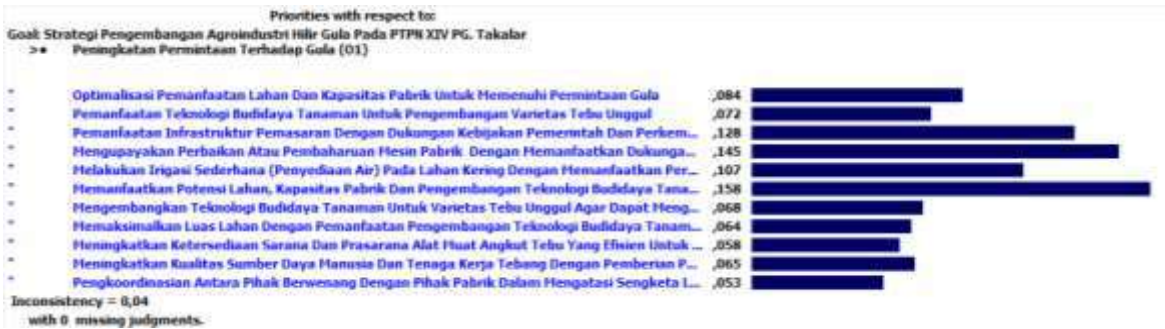 Priorities with respect to:
Goal: Strategi Pengembangan Agroindustri Hilir Gula Pada PTPN XIV PG. Takalar
>• Peningkatan Permintaan Terhadap Gula (O1)
Optimalisasi Pemanfaatan Lahan Dan Kapasitas Pabrik Untuk Memenuhi Permintaan Gula ,084
Pemanfaatan Teknologi Budidaya Tanaman Untuk Pengembangan Varietas Tebu Unggul ,072
Pemanfaatan Infrastruktur Pemasaran Dengan Dukungan Kebijakan Pemerintah Dan Perkem... ,128
Mengupayakan Perbaikan Atau Pembaharuan Mesin Pabrik Dengan Memanfaatkan Dukunga... ,145
Melakukan Irigasi Sederhana (Penyediaan Air) Pada Lahan Kering Dengan Memanfaatkan Per... ,107
Memanfaatkan Potensi Lahan, Kapasitas Pabrik Dan Pengembangan Teknologi Budidaya Tana... ,158
Mengembangkan Teknologi Budidaya Tanaman Untuk Varietas Tebu Unggul Agar Dapat Meng... ,068
Memaksimalkan Luas Lahan Dengan Pemanfaatan Pengembangan Teknologi Budidaya Tanam... ,064
Meningkatkan Ketersediaan Sarana Dan Prasarana Alat Muat Angkut Tebu Yang Efisien Untuk ... ,058
Meningkatkan Kualitas Sumber Daya Manusia Dan Tenaga Kerja Tebang Dengan Pemberian P... ,065
Pengkoordinasian Antara Pihak Berwenang Dengan Pihak Pabrik Dalam Mengatasi Sengketa L... ,053
Inconsistency = 0,04
with 0 missing judgments.